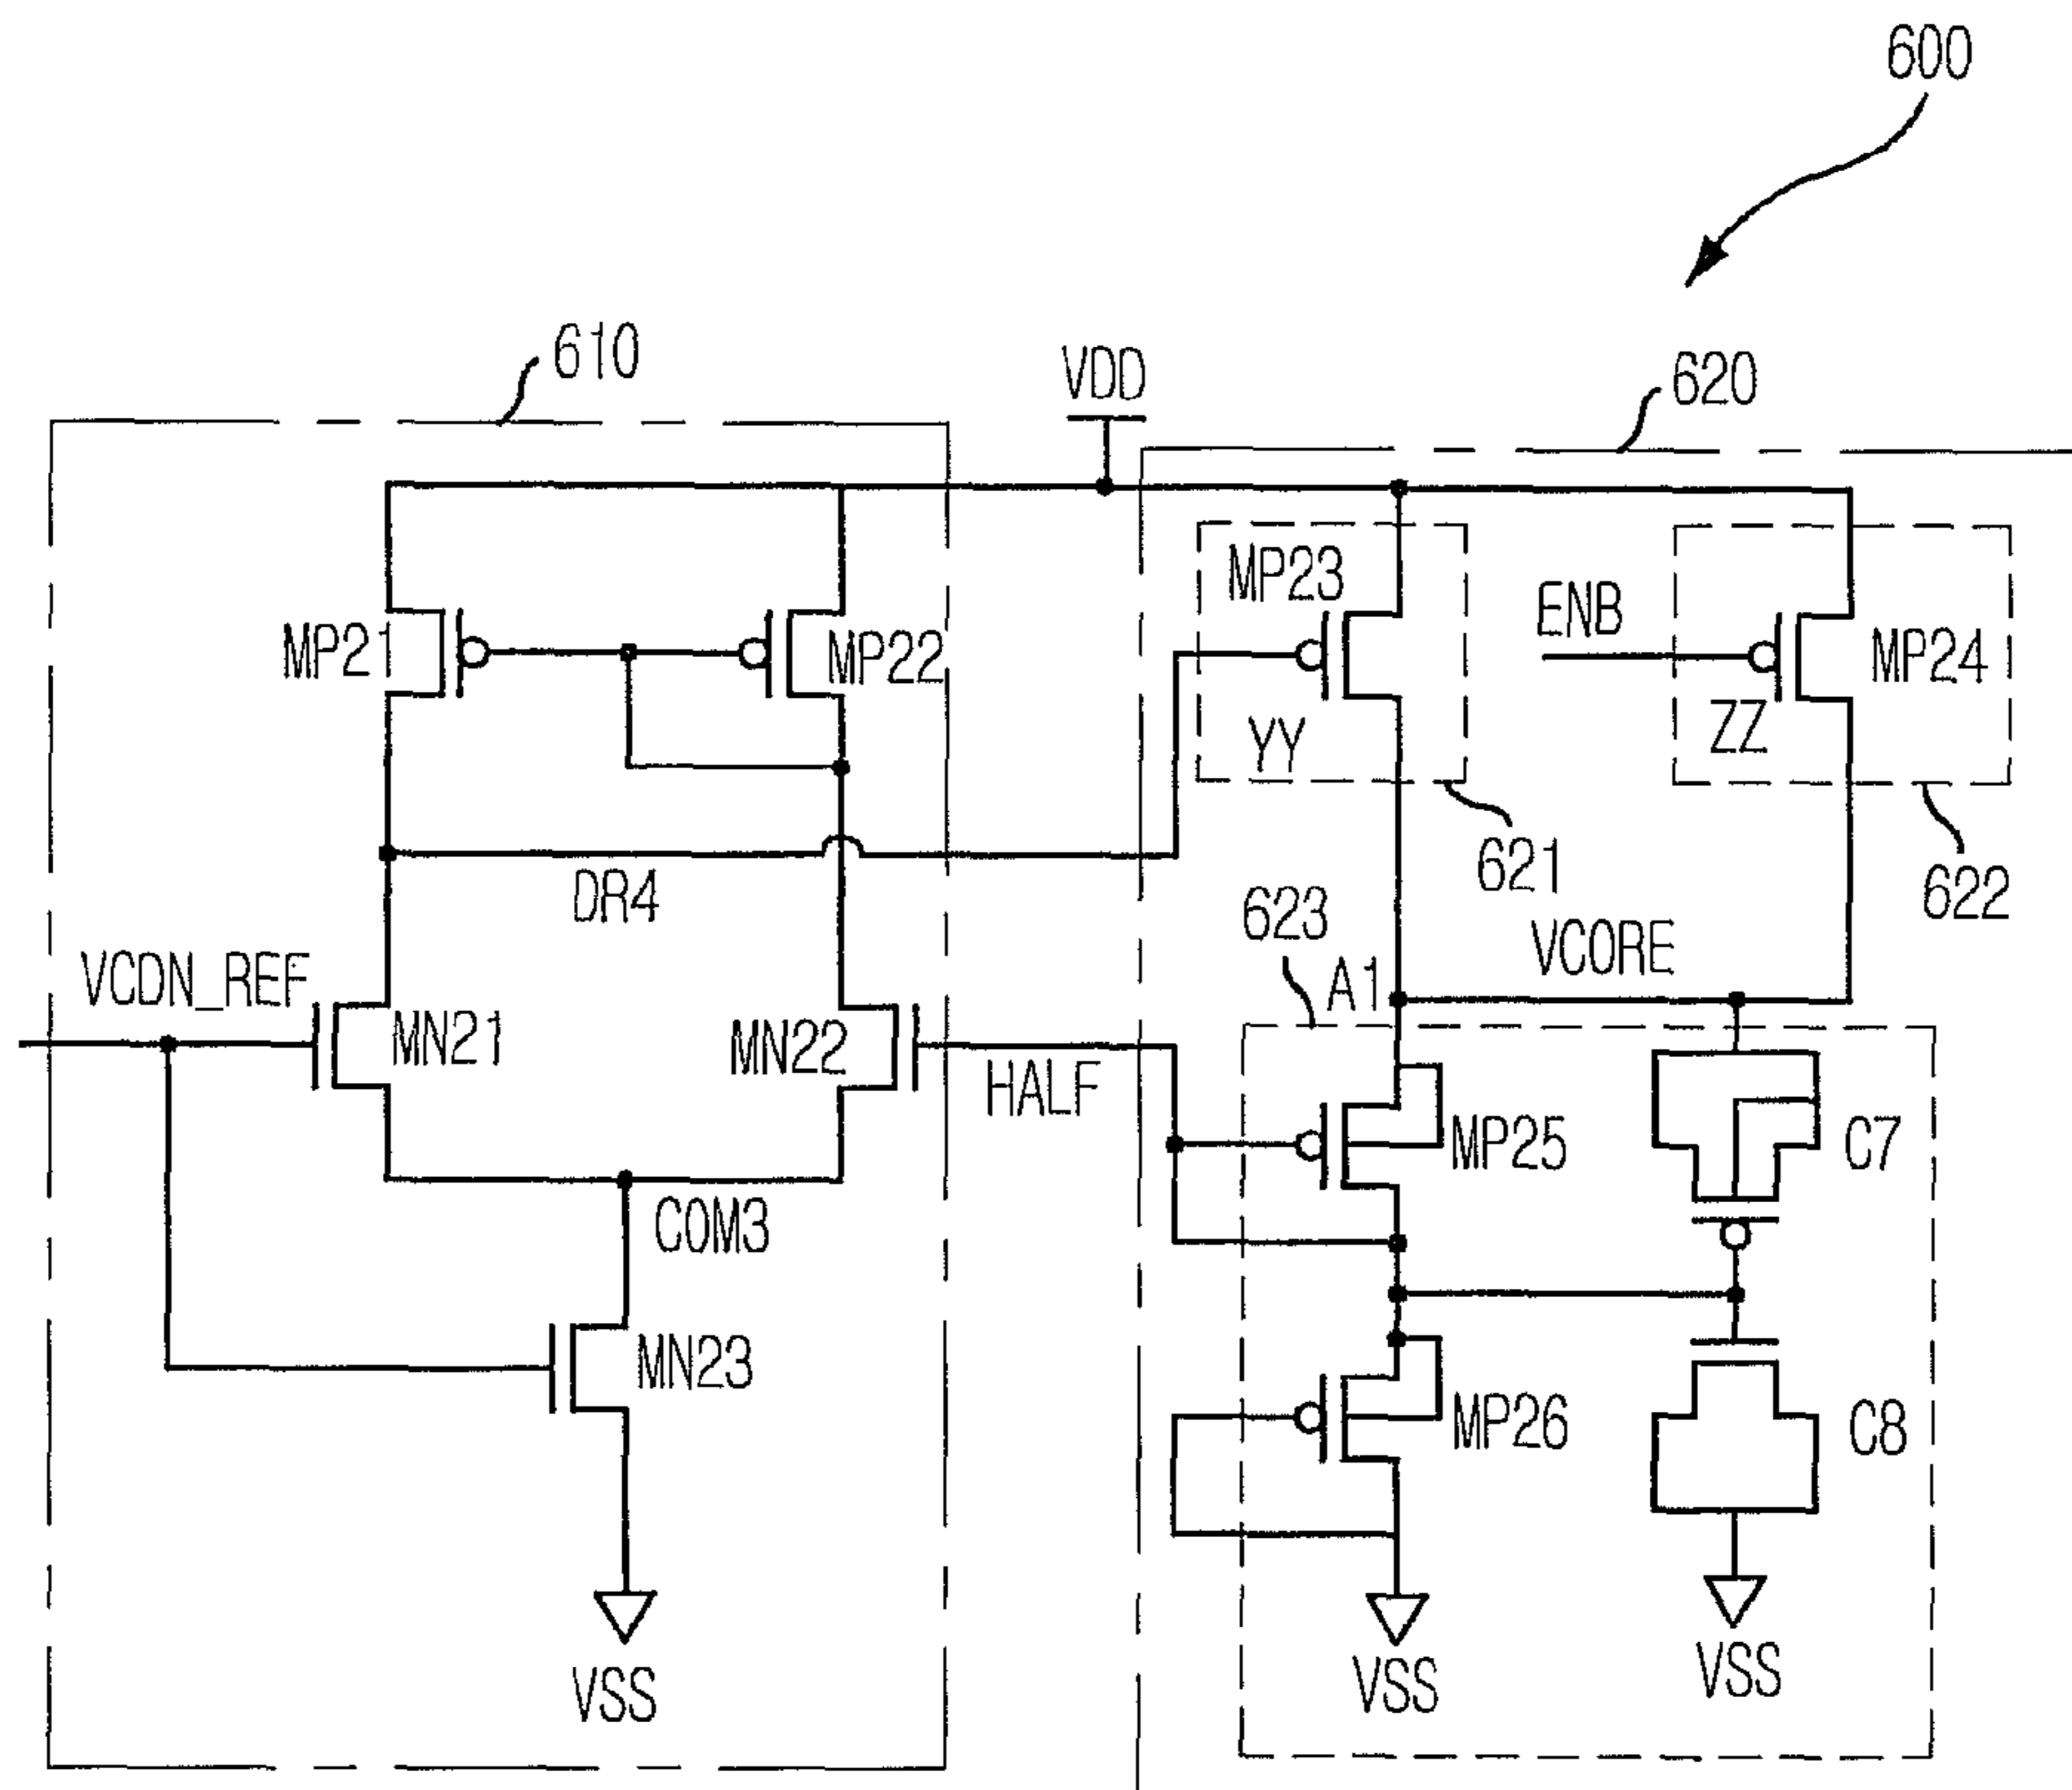 600
610
VDD
620
MP23
ENB
MP21
MP22
MP24
YY
ZZ
621
622
DR4
623
VCORE
VCDN_REF
A1
MN21
MN22
HALF
MP25
C7
COM3
MN23
MP26
C8
VSS
VSS
VSS